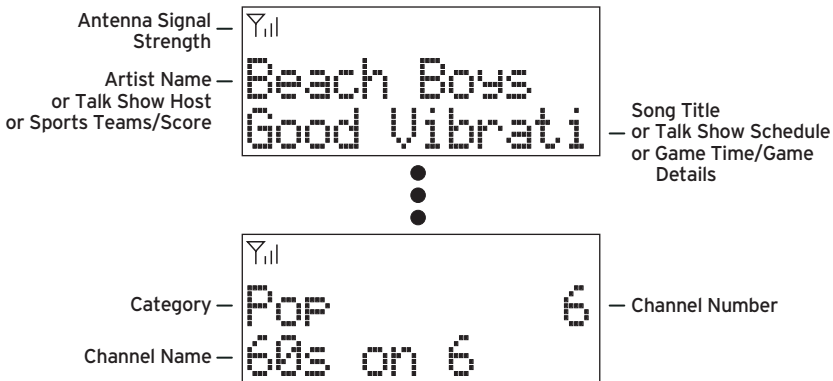 Antenna Signal
Strength
Artist Name
or Talk Show Host
or Sports Teams/Score
Beach Boys
Good Vibrati
Song Title
or Talk Show Schedule
or Game Time/Game
Details
Category
Pop 6
Channel Number
Channel Name
60s on 6